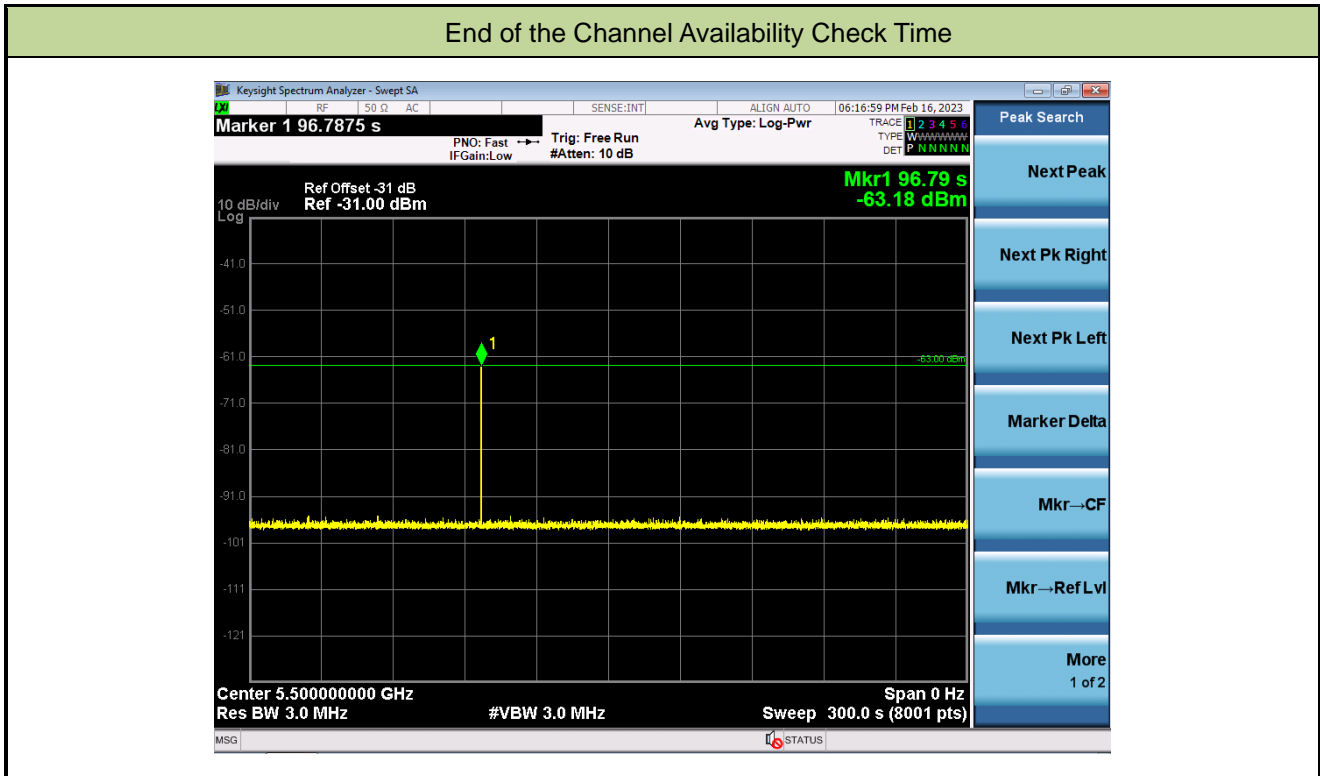 End of the Channel Availability Check Time
Keysight Spectrum Analyzer - Swept SA
LXI RF 50 Ω AC SENSE:INT ALIGN AUTO 06:16:59 PM Feb 16, 2023
Marker 1 96.7875 s
PNO: Fast
IFGain:Low
Trig: Free Run
#Atten: 10 dB
Avg Type: Log-Pwr
TRACE 1 2 3 4 5 6
TYPE WWWWWW
DET P N N N N N
Peak Search
Mkr1 96.79 s
-63.18 dBm
Ref Offset -31 dB
10 dB/div Ref -31.00 dBm
Log
-41.0
-51.0
-61.0
-71.0
-81.0
-91.0
-101
-111
-121
1
-63.00 dBm
Center 5.500000000 GHz Span 0 Hz
Res BW 3.0 MHz #VBW 3.0 MHz Sweep 300.0 s (8001 pts)
Next Peak
Next Pk Right
Next Pk Left
Marker Delta
Mkr→CF
Mkr→Ref Lvl
More
1 of 2
MSG STATUS